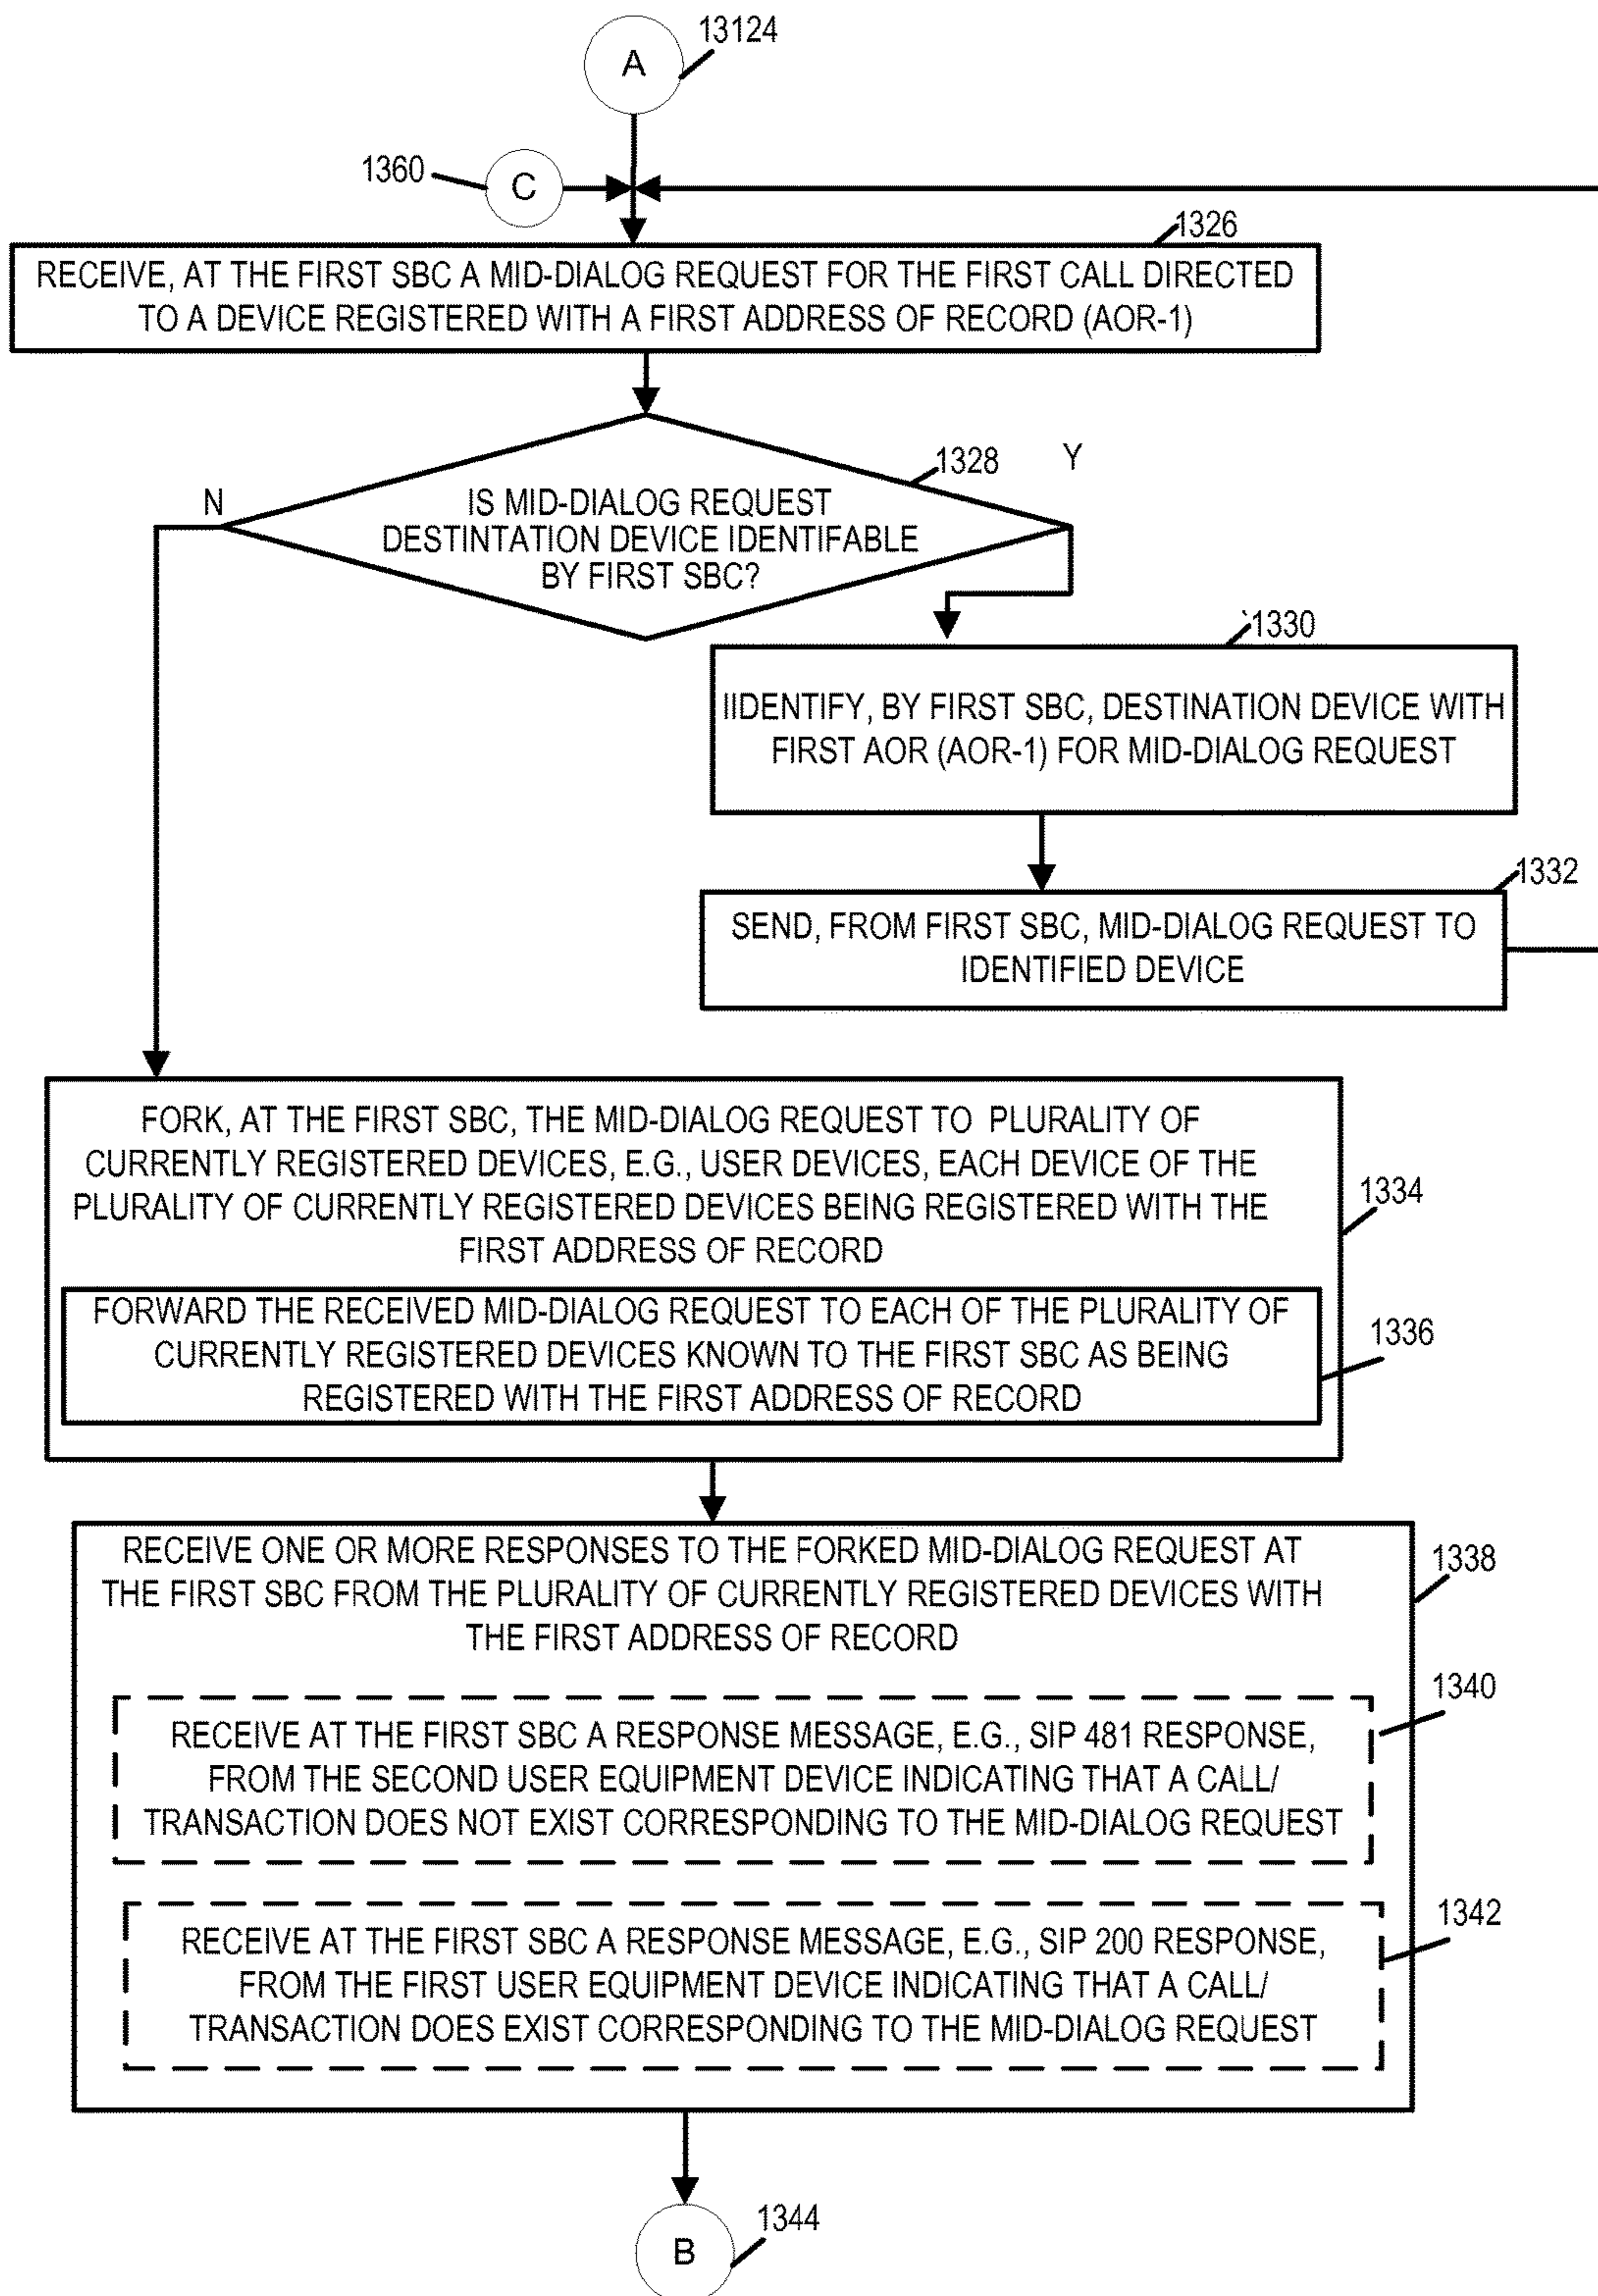 13124
A
1360
C
1326
RECEIVE, AT THE FIRST SBC A MID-DIALOG REQUEST FOR THE FIRST CALL DIRECTED
TO A DEVICE REGISTERED WITH A FIRST ADDRESS OF RECORD (AOR-1)
1328
Y
N
IS MID-DIALOG REQUEST
DESTINTATION DEVICE IDENTIFABLE
BY FIRST SBC?
1330
IIDENTIFY, BY FIRST SBC, DESTINATION DEVICE WITH
FIRST AOR (AOR-1) FOR MID-DIALOG REQUEST
1332
SEND, FROM FIRST SBC, MID-DIALOG REQUEST TO
IDENTIFIED DEVICE
FORK, AT THE FIRST SBC, THE MID-DIALOG REQUEST TO PLURALITY OF
CURRENTLY REGISTERED DEVICES, E.G., USER DEVICES, EACH DEVICE OF THE
PLURALITY OF CURRENTLY REGISTERED DEVICES BEING REGISTERED WITH THE
FIRST ADDRESS OF RECORD
1334
FORWARD THE RECEIVED MID-DIALOG REQUEST TO EACH OF THE PLURALITY OF
CURRENTLY REGISTERED DEVICES KNOWN TO THE FIRST SBC AS BEING
REGISTERED WITH THE FIRST ADDRESS OF RECORD
1336
RECEIVE ONE OR MORE RESPONSES TO THE FORKED MID-DIALOG REQUEST AT
THE FIRST SBC FROM THE PLURALITY OF CURRENTLY REGISTERED DEVICES WITH
THE FIRST ADDRESS OF RECORD
1338
1340
RECEIVE AT THE FIRST SBC A RESPONSE MESSAGE, E.G., SIP 481 RESPONSE,
FROM THE SECOND USER EQUIPMENT DEVICE INDICATING THAT A CALL/
TRANSACTION DOES NOT EXIST CORRESPONDING TO THE MID-DIALOG REQUEST
1342
RECEIVE AT THE FIRST SBC A RESPONSE MESSAGE, E.G., SIP 200 RESPONSE,
FROM THE FIRST USER EQUIPMENT DEVICE INDICATING THAT A CALL/
TRANSACTION DOES EXIST CORRESPONDING TO THE MID-DIALOG REQUEST
1344
B